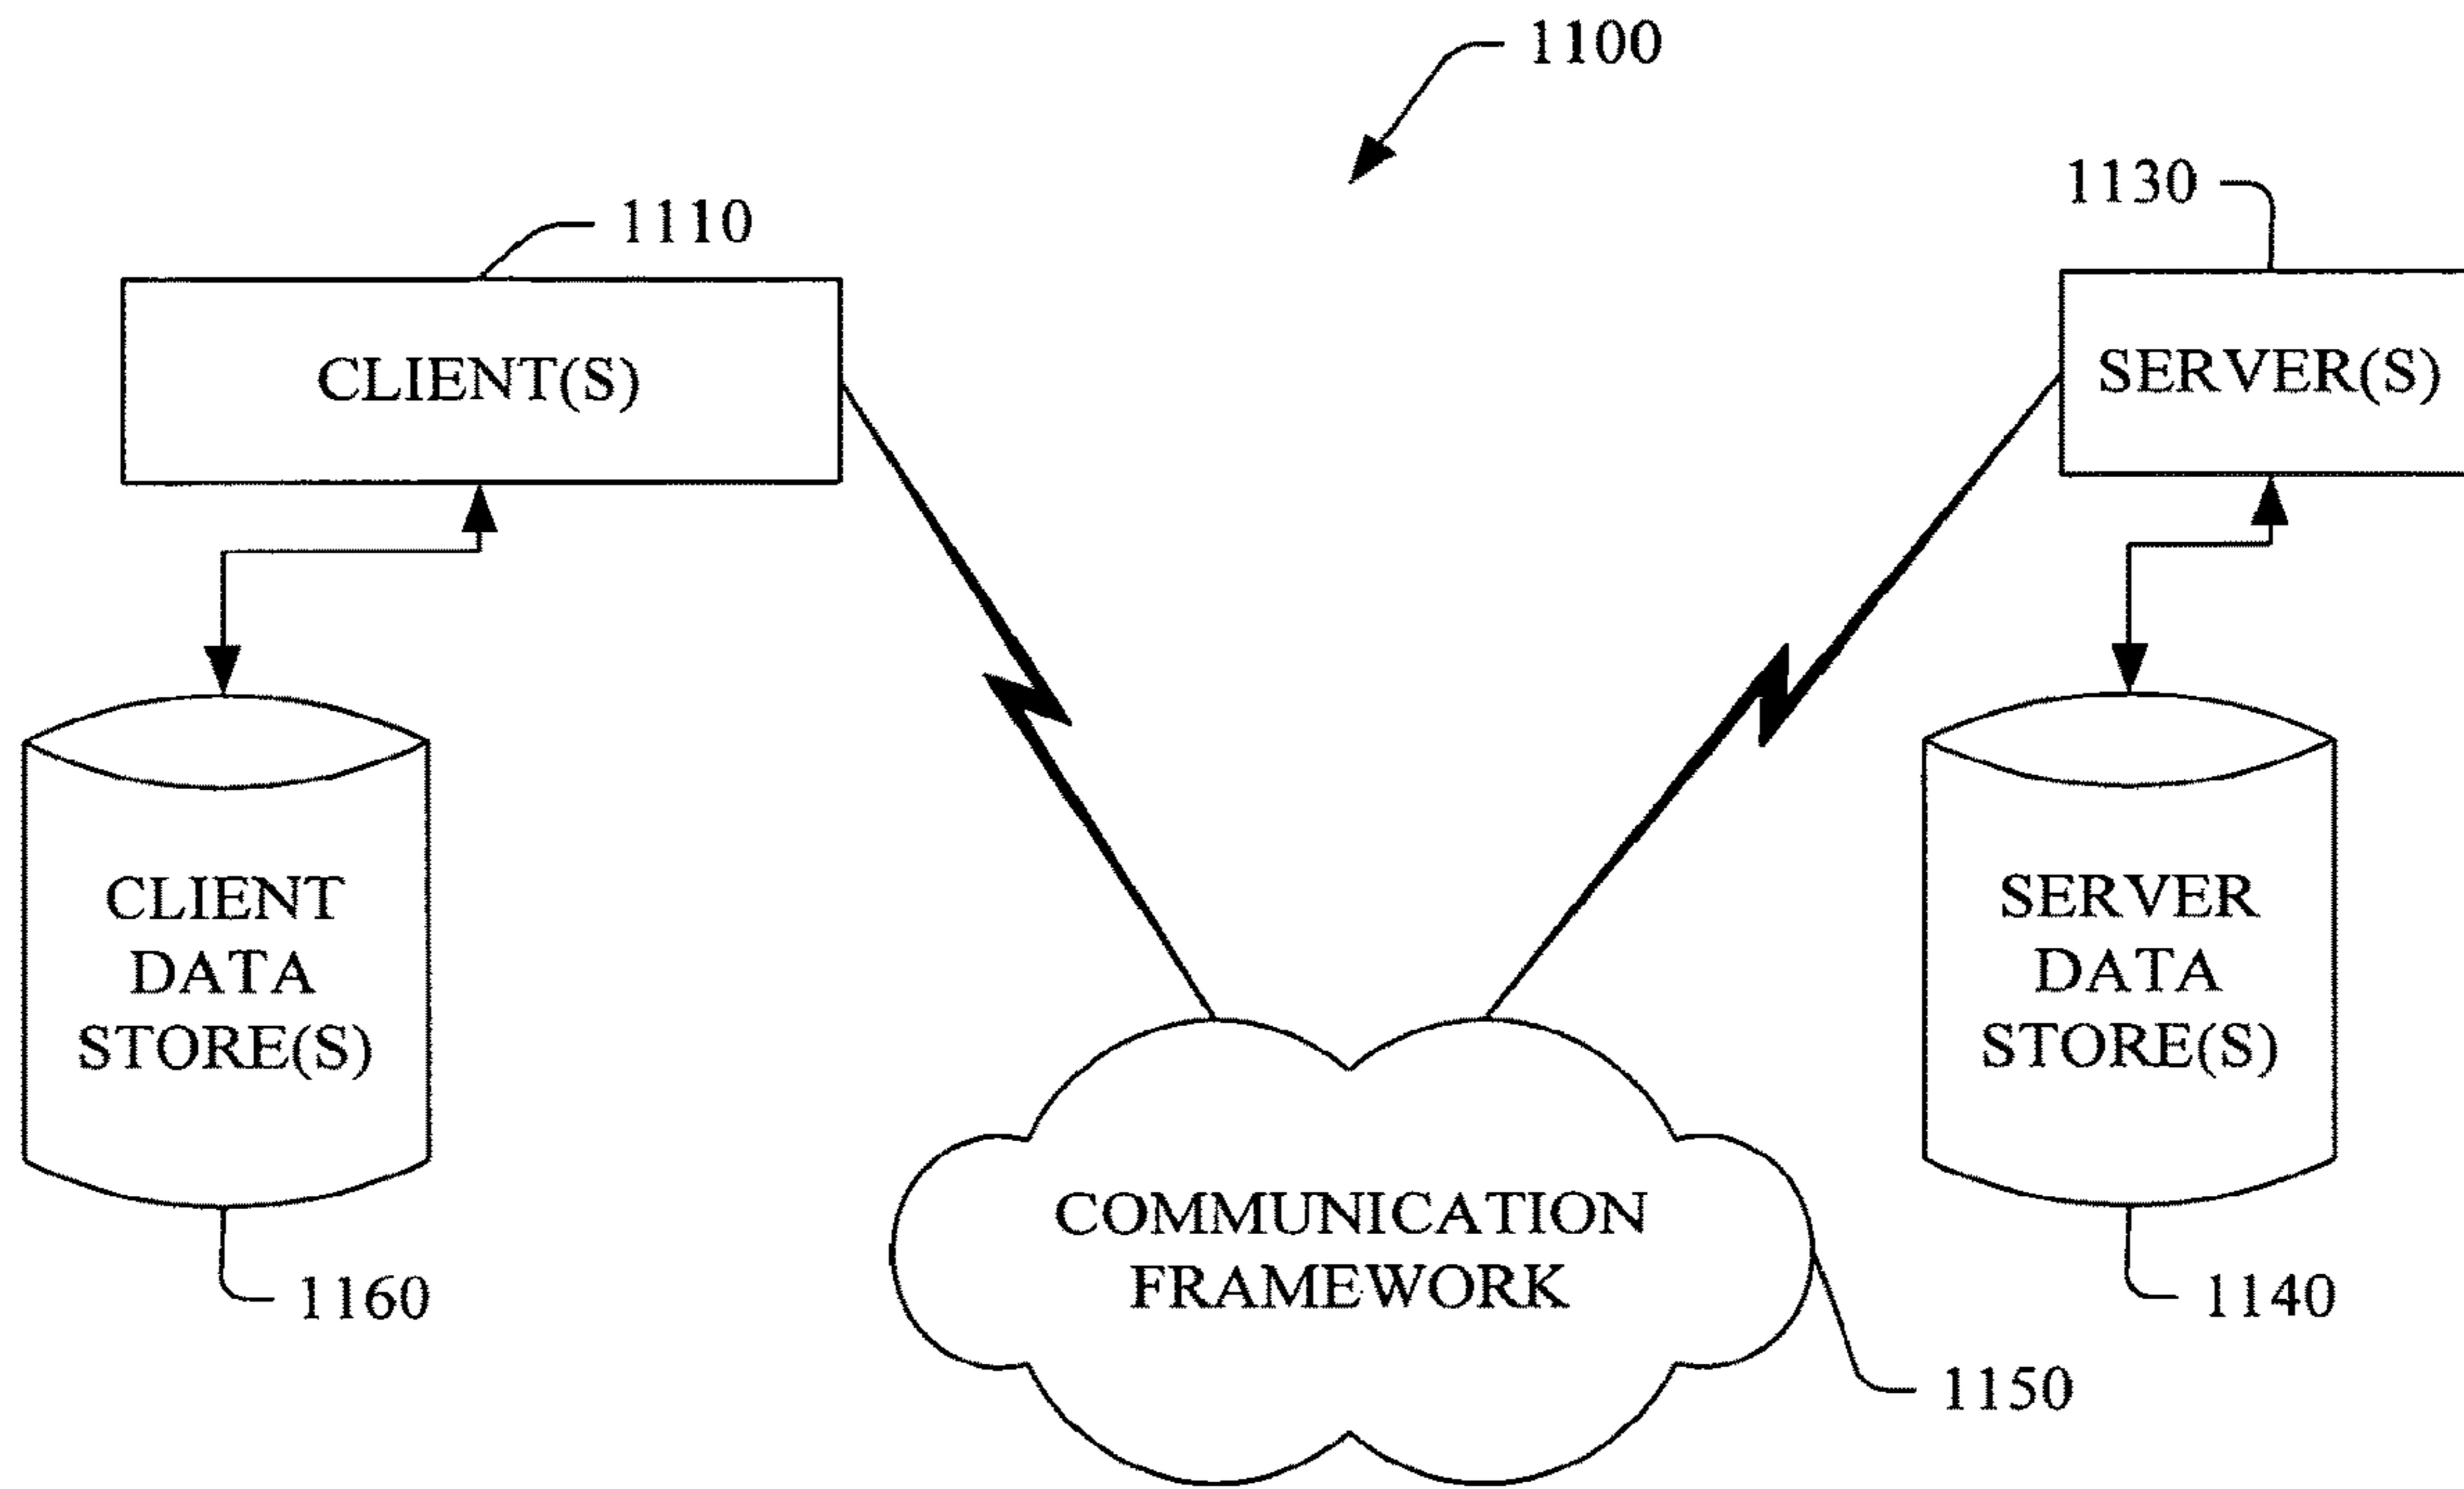 1100
1110
1130
CLIENT(S)
SERVER(S)
CLIENT
DATA
STORE(S)
SERVER
DATA
STORE(S)
COMMUNICATION
FRAMEWORK
1160
1140
1150